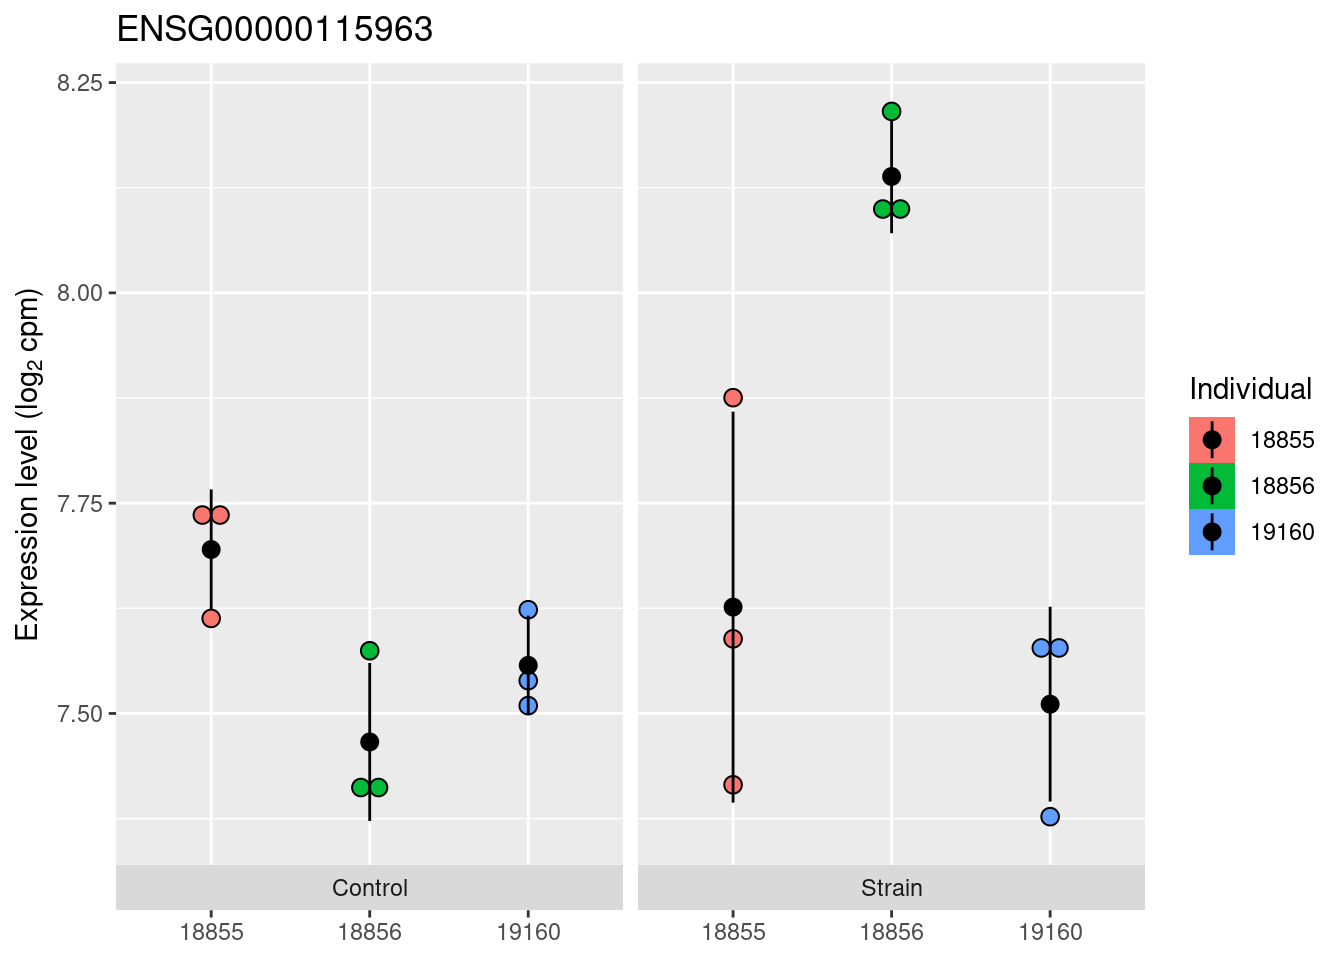 ENSG00000115963
Expression level (log₂ cpm)
8.25
8.00
7.75
7.50
Control
Strain
18855
18856
19160
18855
18856
19160
Individual
18855
18856
19160